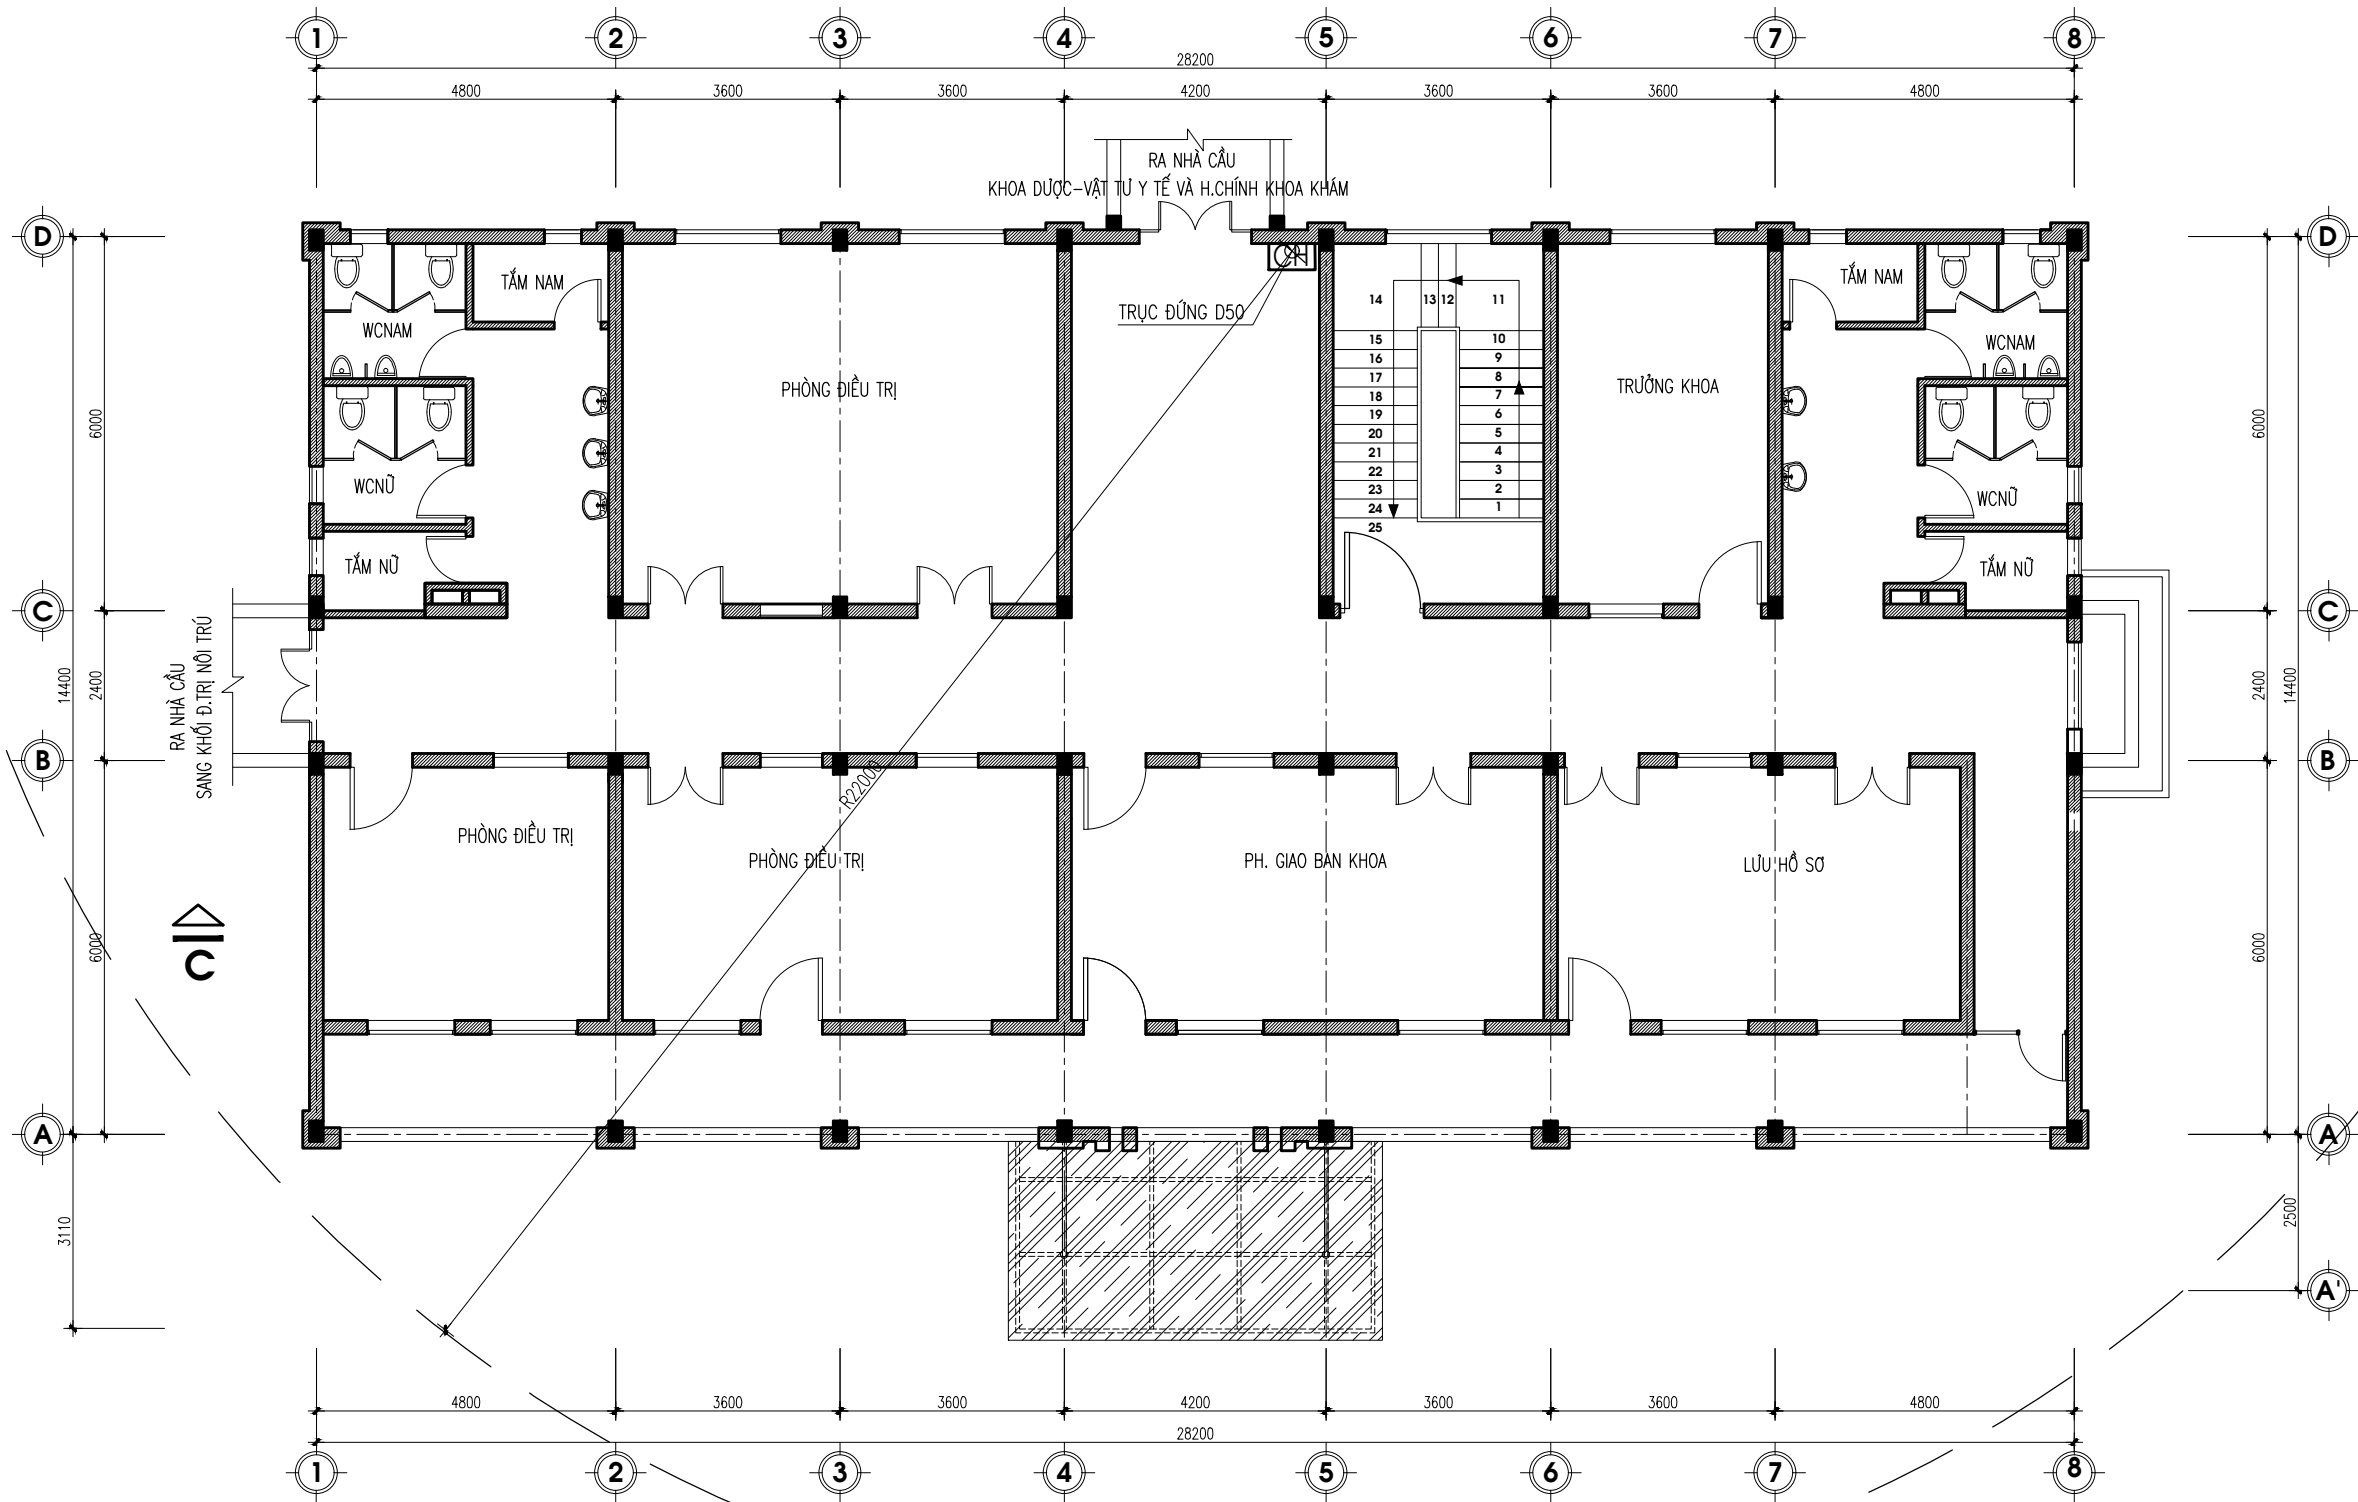 1 2 3 4 5 6 7 8
28200
4800 3600 3600 4200 3600 3600 4800
RA NHÀ CẦU
KHOA DƯỢC-VẬT TƯ Y TẾ VÀ H.CHÍNH KHOA KHÁM
D D
TẮM NAM TẮM NAM
14 13 12 11
TRỤC ĐỨNG D50
WCNAM WCNAM
15 10
16 9
17 8
18 7
19 6
20 5
21 4
22 3
23 2
24 1
25
PHÒNG ĐIỀU TRỊ
TRƯỞNG KHOA
6000 6000
WCNỮ WCNỮ
TẮM NỮ TẮM NỮ
C C
RA NHÀ CẦU
SANG KHỐI Đ.TRỊ NỘI TRÚ
14400 2400 2400 14400
B B
R22000
PHÒNG ĐIỀU TRỊ
PHÒNG ĐIỀU TRỊ
PH. GIAO BAN KHOA
LƯU HỒ SƠ
C
6000 6000
A A
3110 2500
A'
4800 3600 3600 4200 3600 3600 4800
28200
1 2 3 4 5 6 7 8